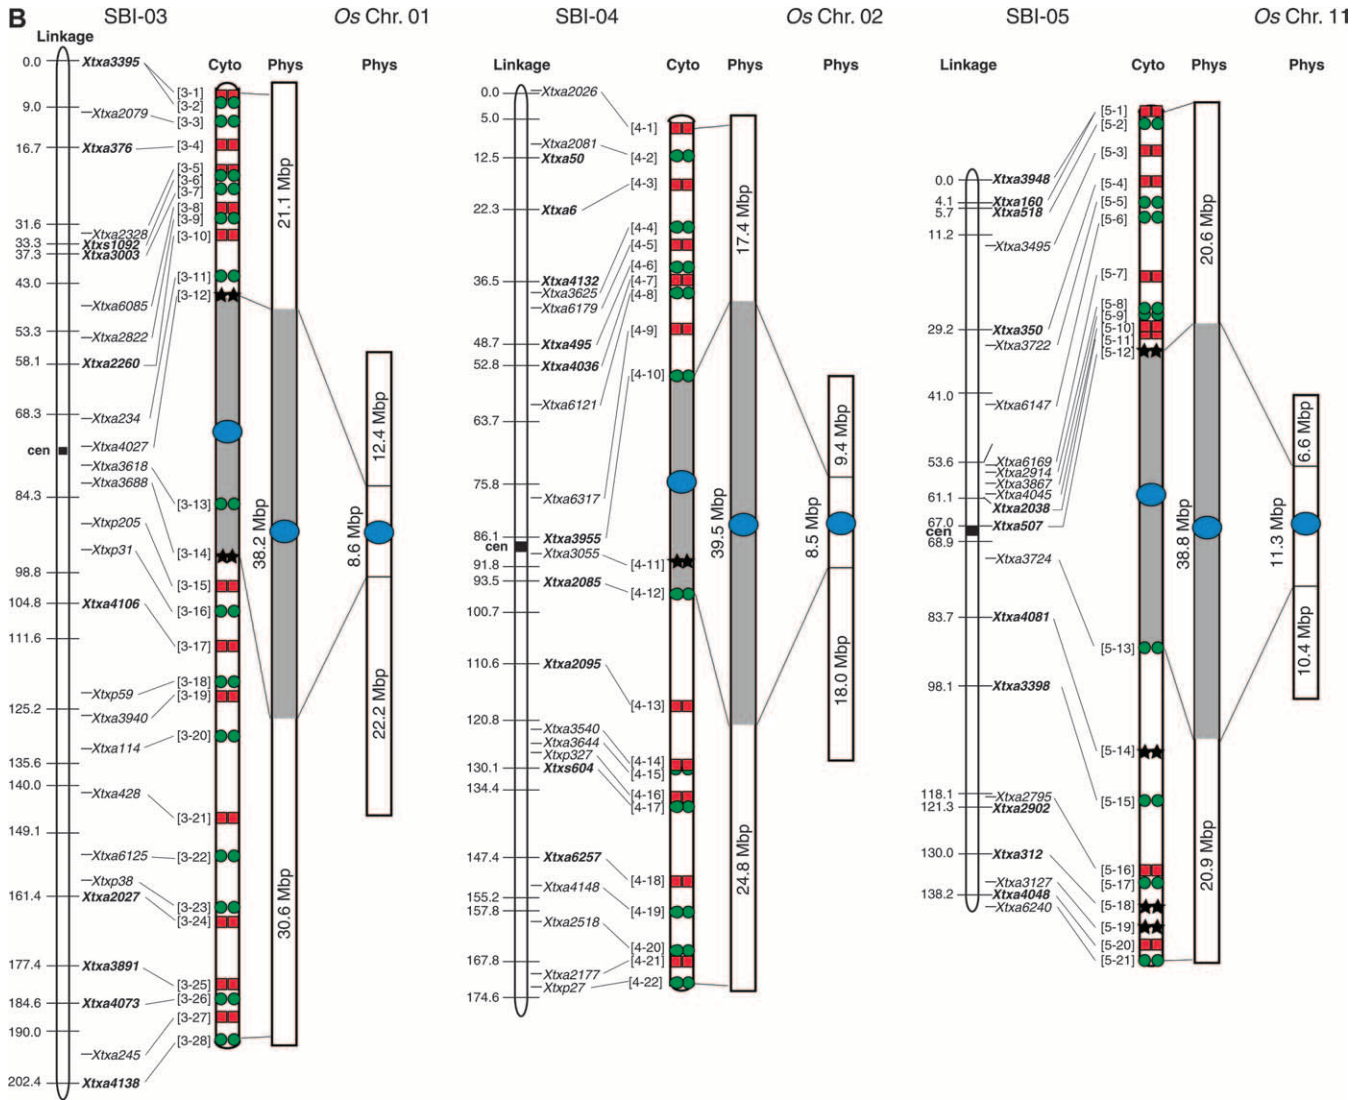 B
SBI-03
Os Chr. 01
SBI-04
Os Chr. 02
SBI-05
Os Chr. 11
Linkage
Cyto
Phys
Phys
0.0
9.0
16.7
31.6
33.3
37.3
43.0
53.3
58.1
68.3
cen
84.3
98.8
104.8
111.6
125.2
135.6
140.0
149.1
161.4
177.4
184.6
190.0
202.4
Xtxa3395
Xtxa2079
Xtxa376
Xtxa2328
Xtxs1092
Xtxa3003
Xtxa6085
Xtxa2822
Xtxa2260
Xtxa234
Xtxa4027
Xtxa3618
Xtxa3688
Xtxp205
Xtxp31
Xtxa4106
Xtxp59
Xtxa3940
Xtxa114
Xtxa428
Xtxa6125
Xtxp38
Xtxa2027
Xtxa3891
Xtxa4073
Xtxa245
Xtxa4138
[3-1]
[3-2]
[3-3]
[3-4]
[3-5]
[3-6]
[3-7]
[3-8]
[3-9]
[3-10]
[3-11]
[3-12]
[3-13]
[3-14]
[3-15]
[3-16]
[3-17]
[3-18]
[3-19]
[3-20]
[3-21]
[3-22]
[3-23]
[3-24]
[3-25]
[3-26]
[3-27]
[3-28]
21.1 Mbp
38.2 Mbp
30.6 Mbp
12.4 Mbp
8.6 Mbp
22.2 Mbp
Linkage
Cyto
Phys
Phys
0.0
5.0
12.5
22.3
36.5
48.7
52.8
63.7
75.8
86.1
cen
91.8
93.5
100.7
110.6
120.8
130.1
134.4
147.4
155.2
157.8
167.8
174.6
Xtxa2026
Xtxa2081
Xtxa50
Xtxa6
Xtxa4132
Xtxa3625
Xtxa6179
Xtxa495
Xtxa4036
Xtxa6121
Xtxa6317
Xtxa3955
Xtxa3055
Xtxa2085
Xtxa2095
Xtxa3540
Xtxa3644
Xtxp327
Xtxs604
Xtxa6257
Xtxa4148
Xtxa2518
Xtxa2177
Xtxp27
[4-1]
[4-2]
[4-3]
[4-4]
[4-5]
[4-6]
[4-7]
[4-8]
[4-9]
[4-10]
[4-11]
[4-12]
[4-13]
[4-14]
[4-15]
[4-16]
[4-17]
[4-18]
[4-19]
[4-20]
[4-21]
[4-22]
17.4 Mbp
39.5 Mbp
24.8 Mbp
9.4 Mbp
8.5 Mbp
18.0 Mbp
Linkage
Cyto
Phys
Phys
0.0
4.1
5.7
11.2
29.2
41.0
53.6
61.1
67.0
cen
68.9
83.7
98.1
118.1
121.3
130.0
138.2
Xtxa3948
Xtxa160
Xtxa518
Xtxa3495
Xtxa350
Xtxa3722
Xtxa6147
Xtxa6169
Xtxa2914
Xtxa3867
Xtxa4045
Xtxa2038
Xtxa507
Xtxa3724
Xtxa4081
Xtxa3398
Xtxa2795
Xtxa2902
Xtxa312
Xtxa3127
Xtxa4048
Xtxa6240
[5-1]
[5-2]
[5-3]
[5-4]
[5-5]
[5-6]
[5-7]
[5-8]
[5-9]
[5-10]
[5-11]
[5-12]
[5-13]
[5-14]
[5-15]
[5-16]
[5-17]
[5-18]
[5-19]
[5-20]
[5-21]
20.6 Mbp
38.8 Mbp
20.9 Mbp
6.6 Mbp
11.3 Mbp
10.4 Mbp